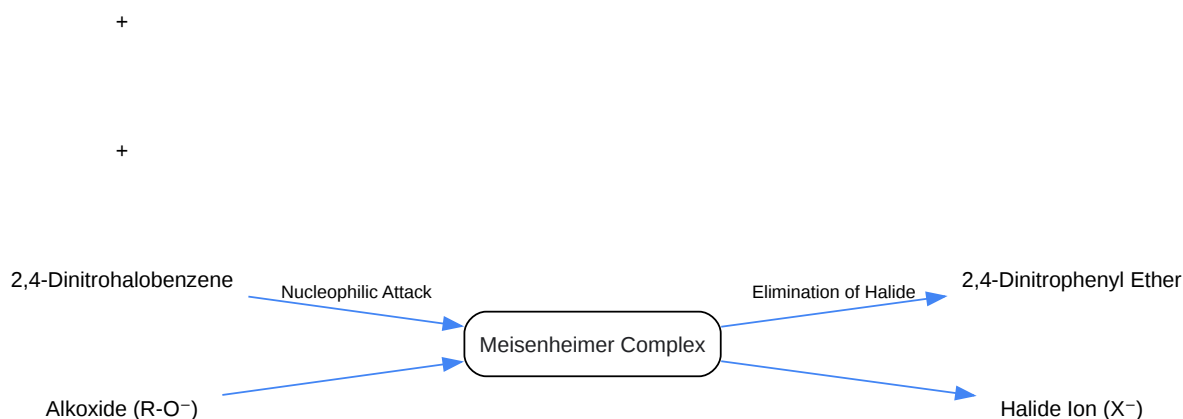 +
+
2,4-Dinitrohalobenzene
Nucleophilic Attack
Elimination of Halide
2,4-Dinitrophenyl Ether
Meisenheimer Complex
Alkoxide (R-O⁻)
Halide Ion (X⁻)